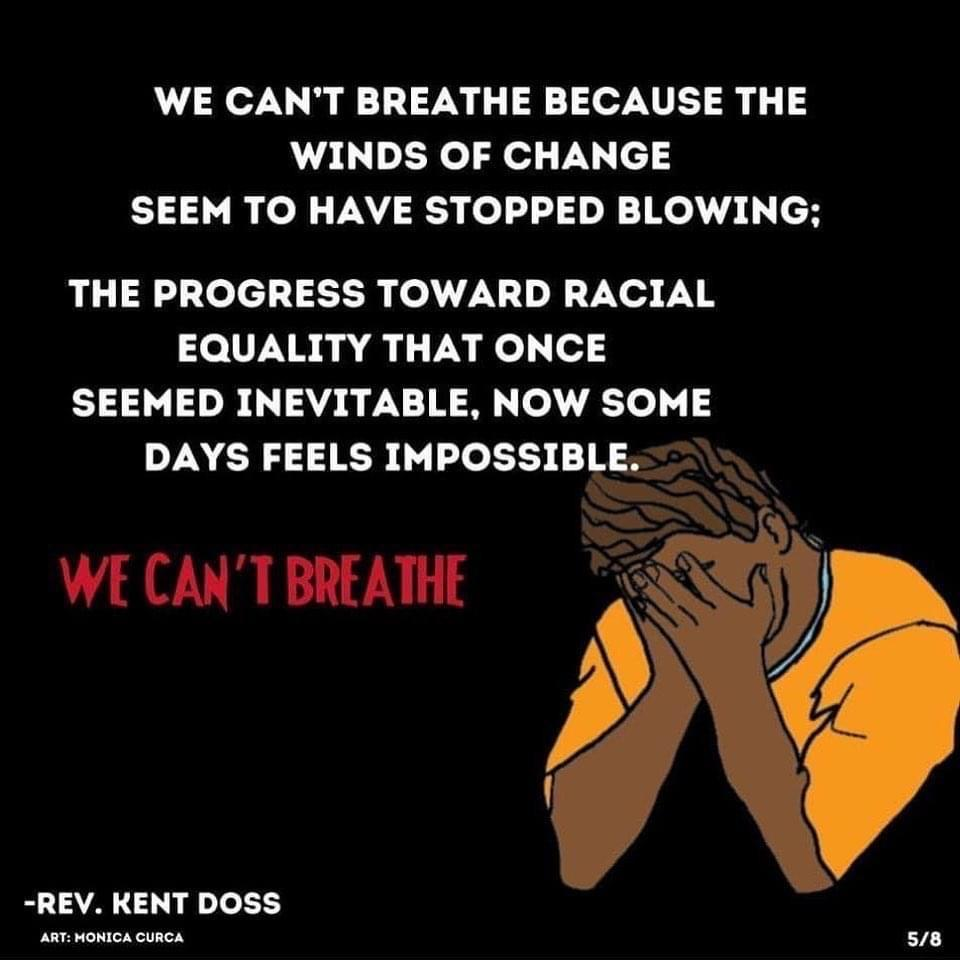 WE CAN'T BREATHE BECAUSE THE
WINDS OF CHANGE
SEEM TO HAVE STOPPED BLOWING;
THE PROGRESS TOWARD RACIAL
EQUALITY THAT ONCE
SEEMED INEVITABLE, NOW SOME
DAYS FEELS IMPOSSIBLE.
WE CAN'T BREATHE
-REV. KENT DOSS
ART: MONICA CURCA
5/8